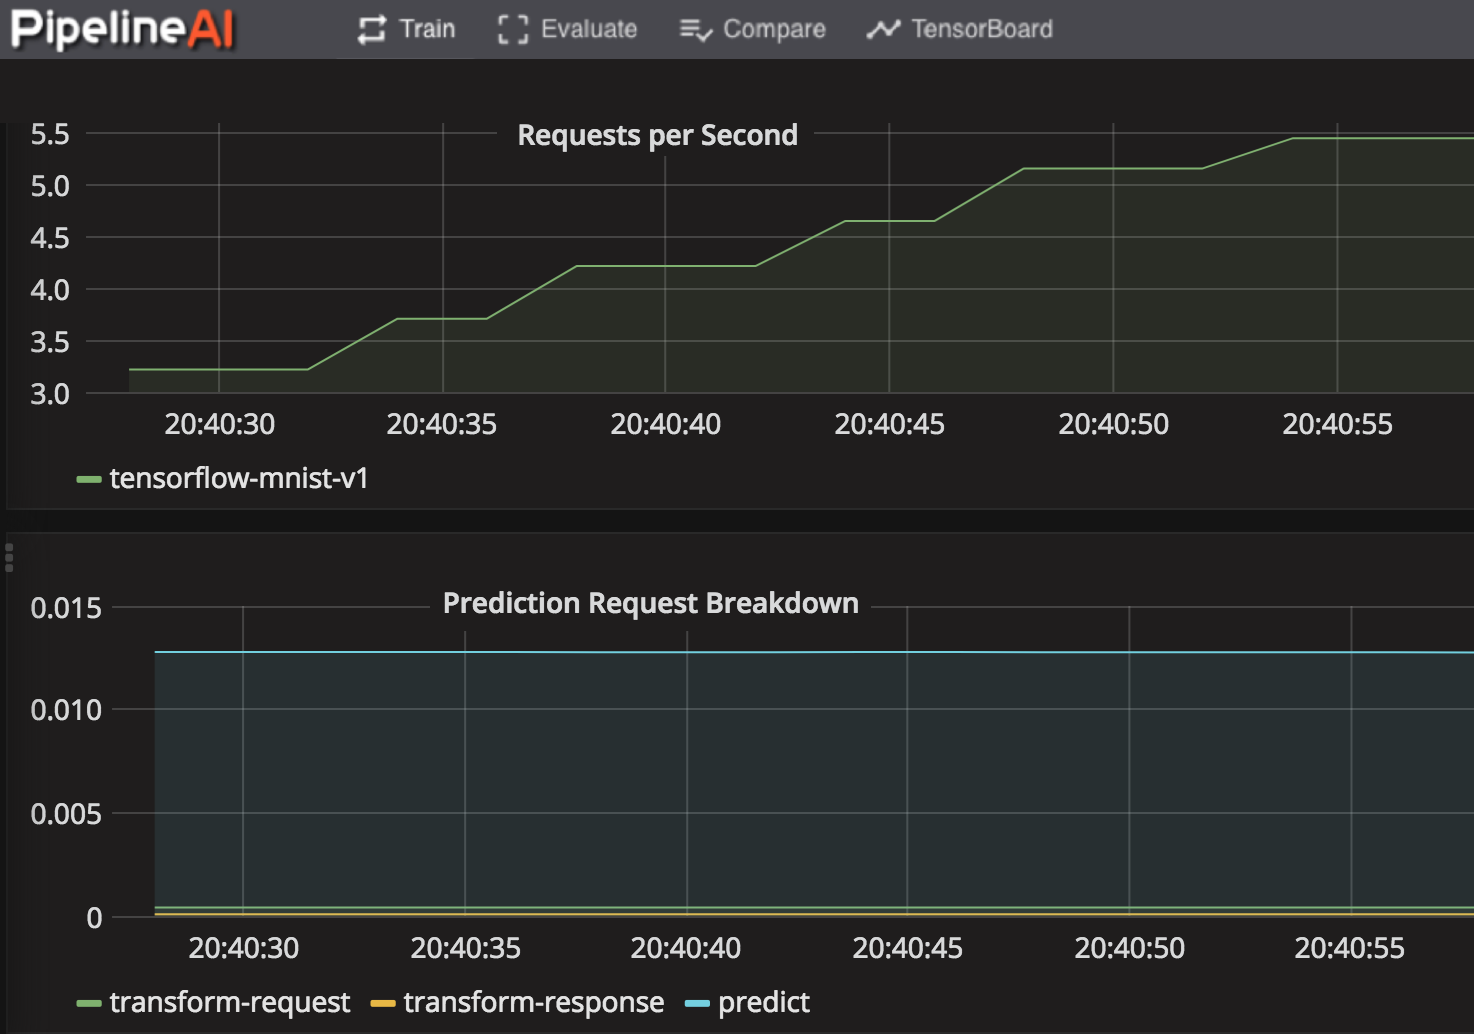 PipelineAI Train Evaluate Compare TensorBoard
Requests per Second
5.5
5.0
4.5
4.0
3.5
3.0
20:40:30 20:40:35 20:40:40 20:40:45 20:40:50 20:40:55
tensorflow-mnist-v1
Prediction Request Breakdown
0.015
0.010
0.005
0
20:40:30 20:40:35 20:40:40 20:40:45 20:40:50 20:40:55
transform-request transform-response predict